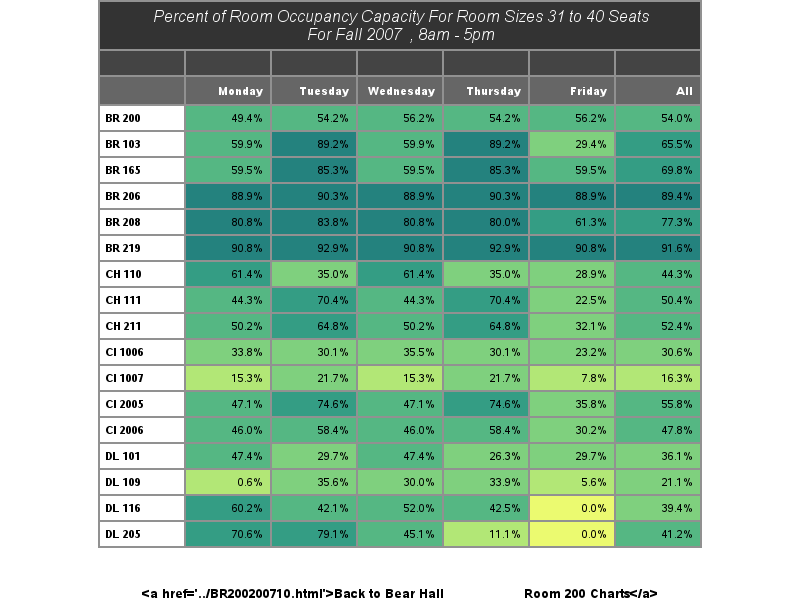 Percent of Room Occupancy Capacity For Room Sizes 31 to 40 Seats
For Fall 2007 , 8am - 5pm
Monday Tuesday Wednesday Thursday Friday All
BR 200 49.4% 54.2% 56.2% 54.2% 56.2% 54.0%
BR 103 59.9% 89.2% 59.9% 89.2% 29.4% 65.5%
BR 165 59.5% 85.3% 59.5% 85.3% 59.5% 69.8%
BR 206 88.9% 90.3% 88.9% 90.3% 88.9% 89.4%
BR 208 80.8% 83.8% 80.8% 80.0% 61.3% 77.3%
BR 219 90.8% 92.9% 90.8% 92.9% 90.8% 91.6%
CH 110 61.4% 35.0% 61.4% 35.0% 28.9% 44.3%
CH 111 44.3% 70.4% 44.3% 70.4% 22.5% 50.4%
CH 211 50.2% 64.8% 50.2% 64.8% 32.1% 52.4%
CI 1006 33.8% 30.1% 35.5% 30.1% 23.2% 30.6%
CI 1007 15.3% 21.7% 15.3% 21.7% 7.8% 16.3%
CI 2005 47.1% 74.6% 47.1% 74.6% 35.8% 55.8%
CI 2006 46.0% 58.4% 46.0% 58.4% 30.2% 47.8%
DL 101 47.4% 29.7% 47.4% 26.3% 29.7% 36.1%
DL 109 0.6% 35.6% 30.0% 33.9% 5.6% 21.1%
DL 116 60.2% 42.1% 52.0% 42.5% 0.0% 39.4%
DL 205 70.6% 79.1% 45.1% 11.1% 0.0% 41.2%
<a href='../BR200200710.html'>Back to Bear Hall Room 200 Charts</a>